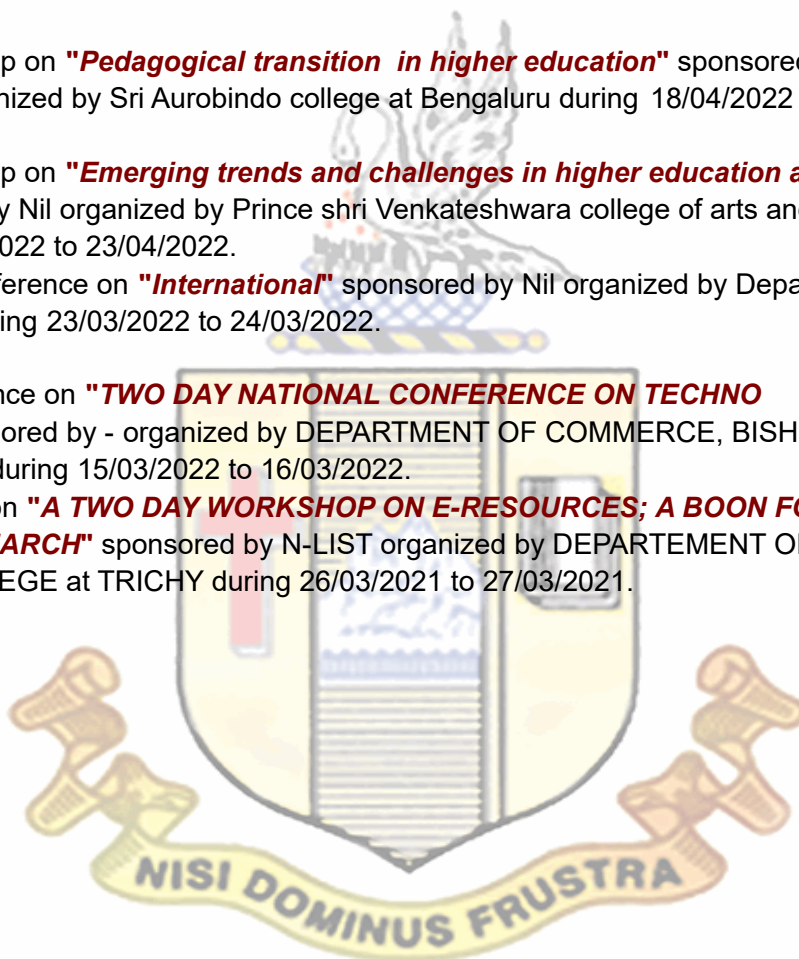 p on "Pedagogical transition in higher education" sponsored
nized by Sri Aurobindo college at Bengaluru during 18/04/2022
p on "Emerging trends and challenges in higher education a
y Nil organized by Prince shri Venkateshwara college of arts and
022 to 23/04/2022.
ference on "International" sponsored by Nil organized by Depa
ing 23/03/2022 to 24/03/2022.
nce on "TWO DAY NATIONAL CONFERENCE ON TECHNO
ored by - organized by DEPARTMENT OF COMMERCE, BISH
during 15/03/2022 to 16/03/2022.
on "A TWO DAY WORKSHOP ON E-RESOURCES; A BOON FO
EARCH" sponsored by N-LIST organized by DEPARTEMENT O
LEGE at TRICHY during 26/03/2021 to 27/03/2021.
NISI DOMINUS FRUSTRA